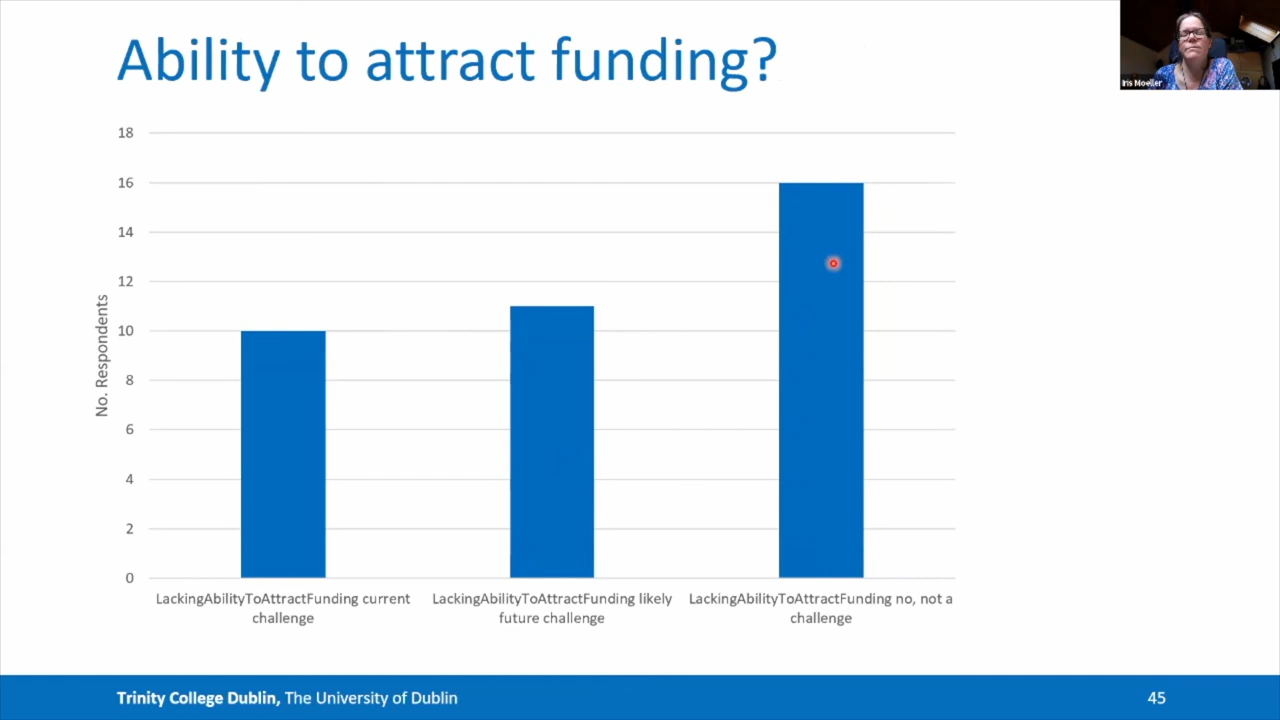 Ability to attract funding?
Iris Moeller
18
16
14
12
10
8
6
4
2
0
No. Respondents
LackingAbilityToAttractFunding current
challenge
LackingAbilityToAttractFunding likely
future challenge
LackingAbilityToAttractFunding no, not a
challenge
Trinity College Dublin, The University of Dublin
45